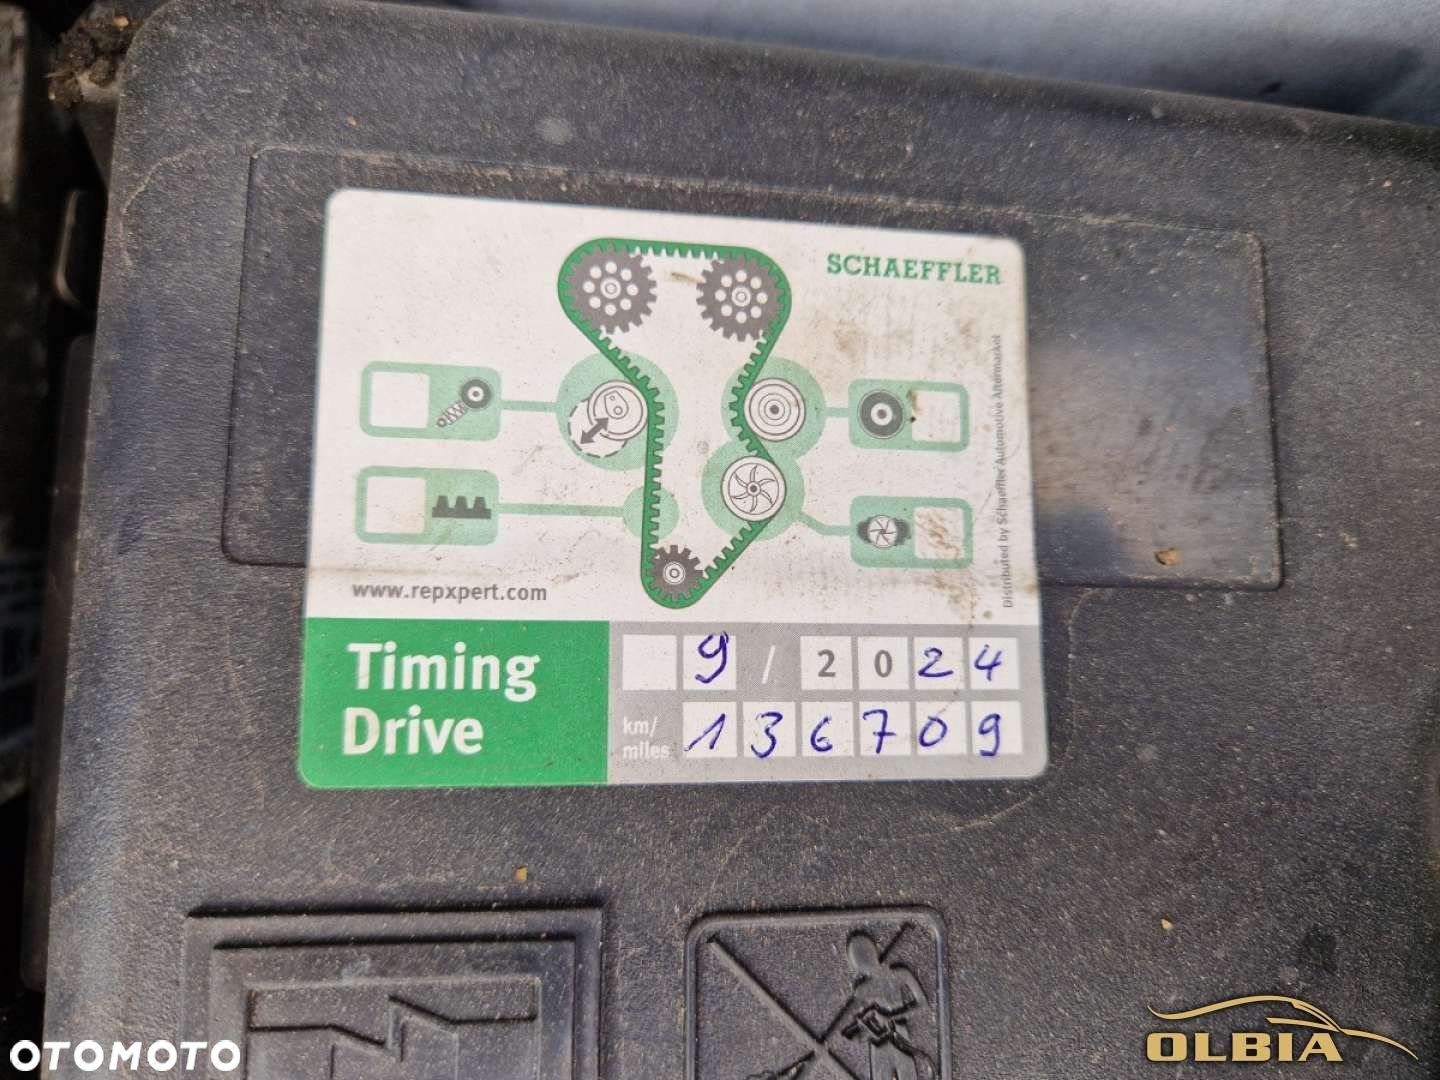 SCHAEFFLER
Distributed by Schaeffler Automotive Aftermarket
www.repxpert.com
Timing
Drive
9 / 2024
km/
miles
136709
OTOMOTO
OLBIA